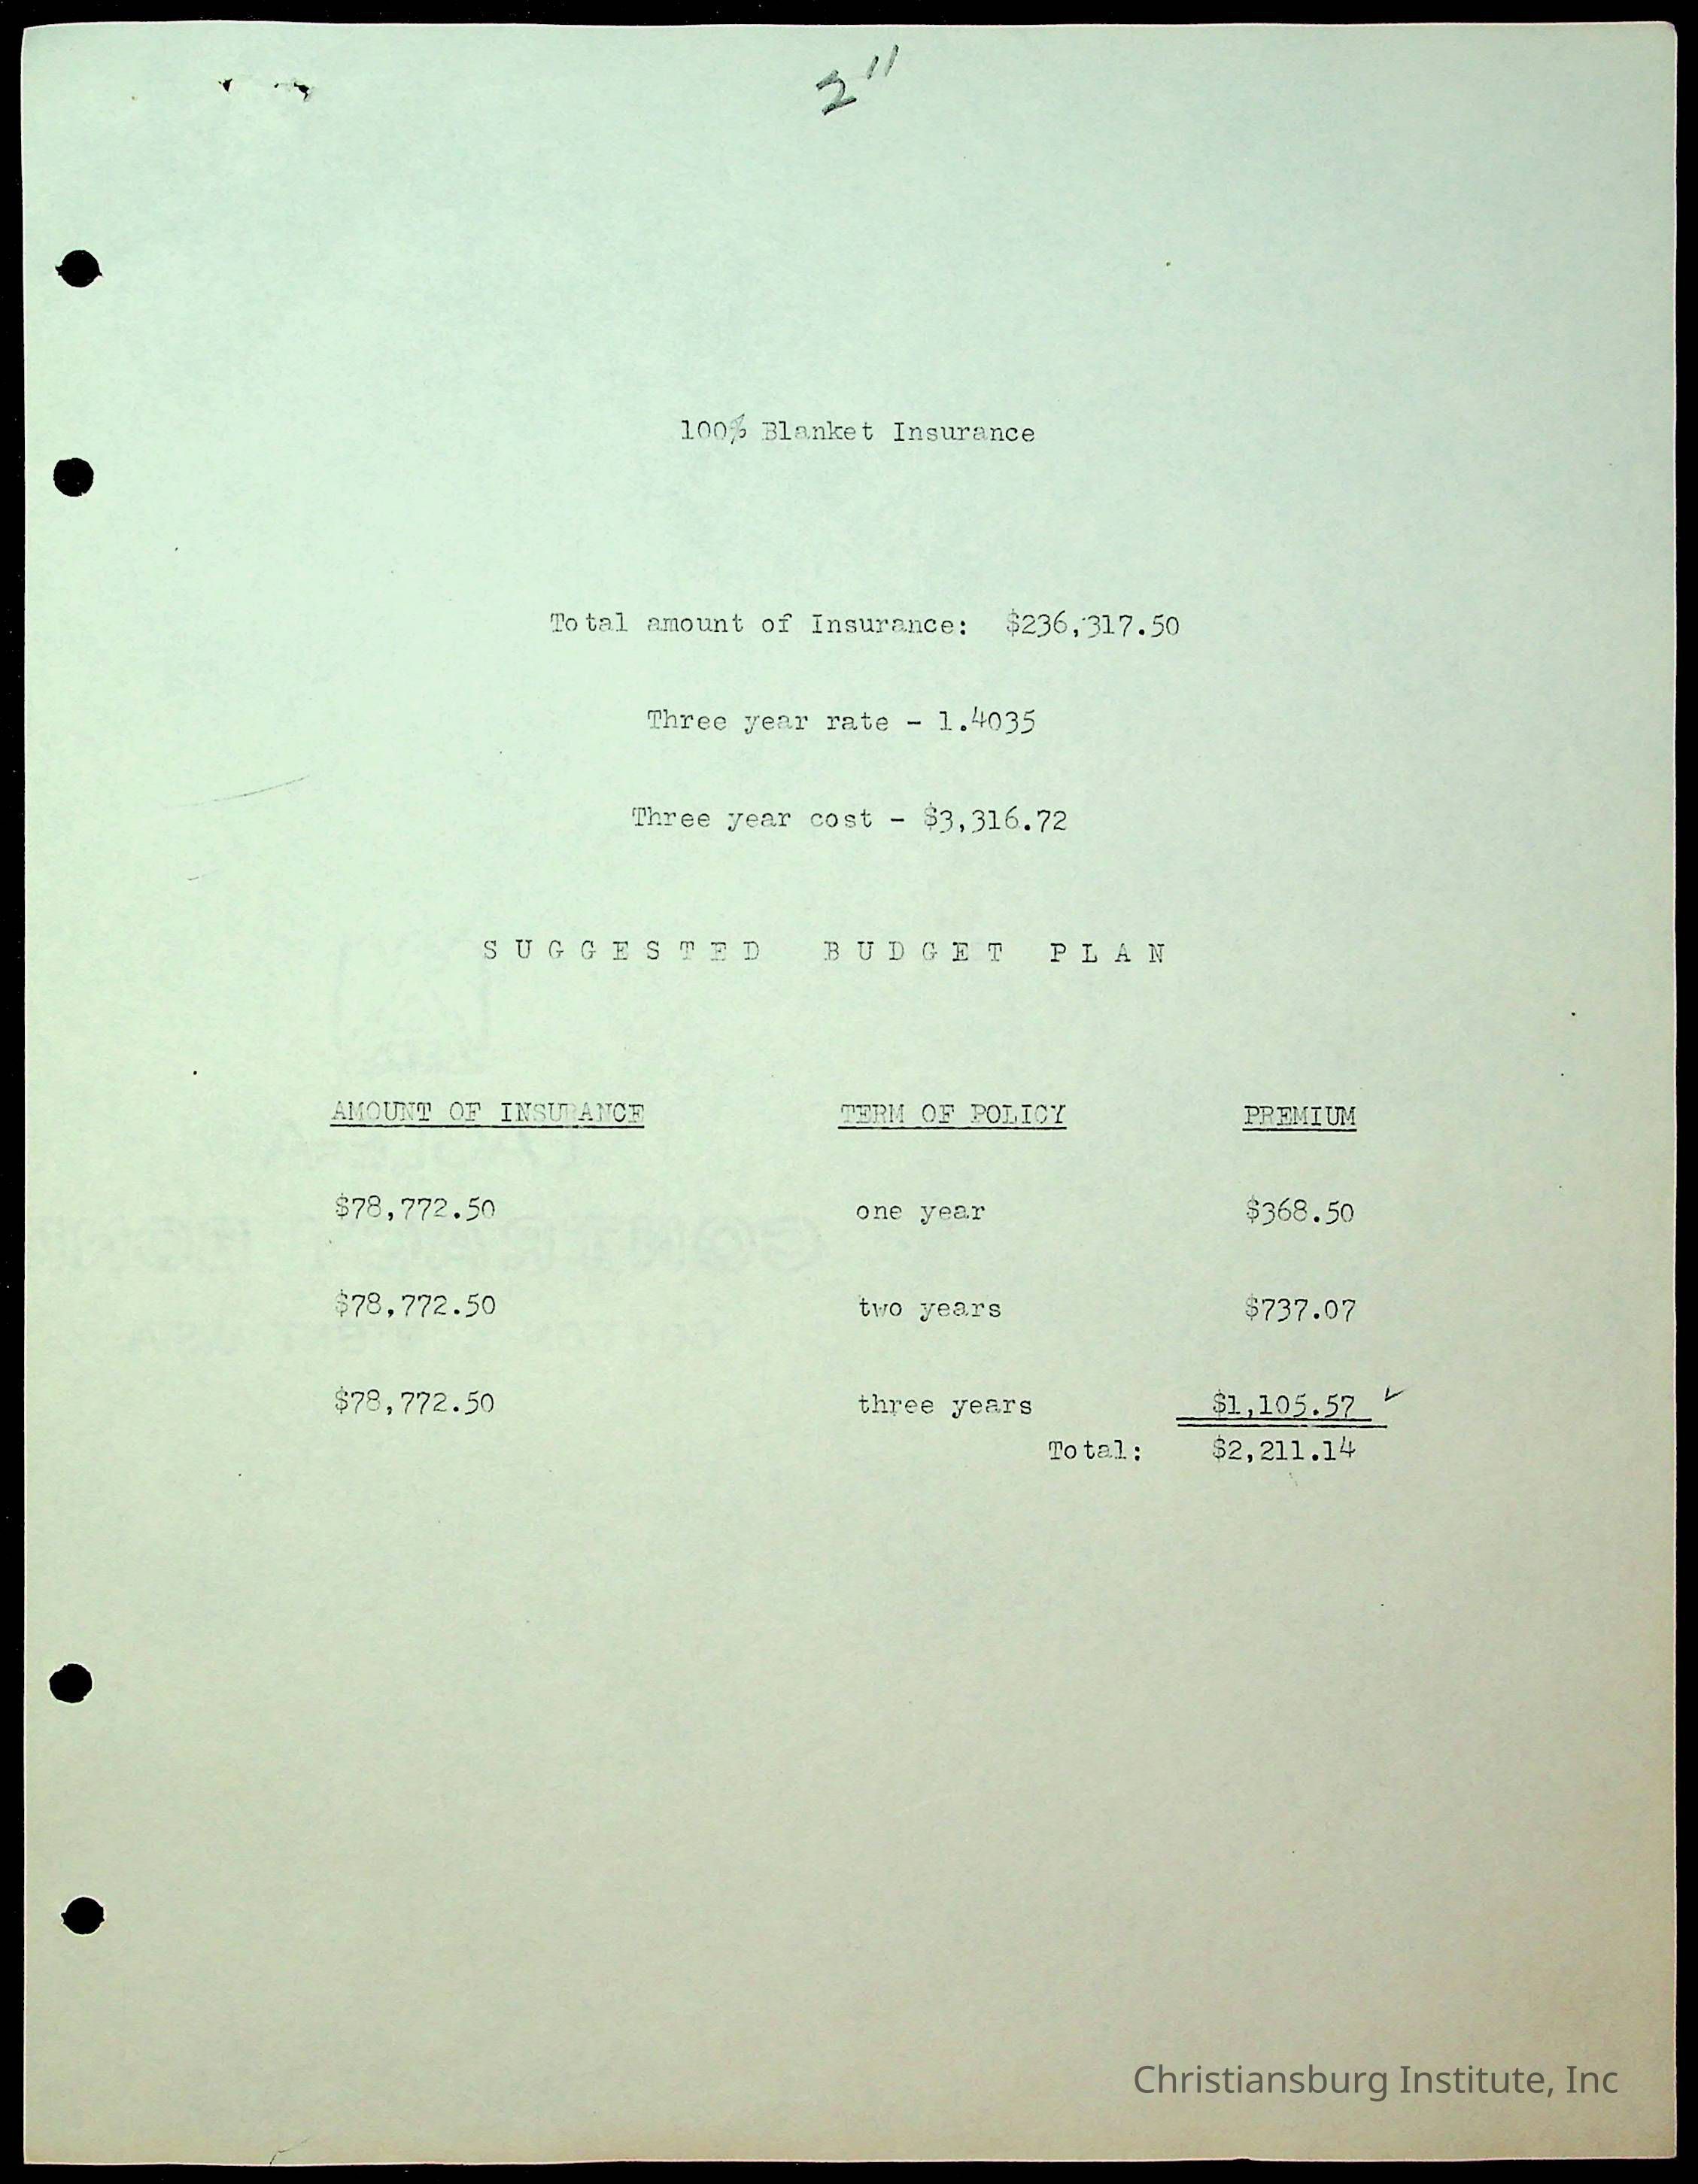 2"
100% Blanket Insurance
Total amount of Insurance: $236,317.50
Three year rate - 1.4035
Three year cost - $3,316.72
SUGGESTED BUDGET PLAN
AMOUNT OF INSURANCE TERM OF POLICY PREMIUM
$78,772.50 one year $368.50
$78,772.50 two years $737.07
$78,772.50 three years $1,105.57
Total: $2,211.14
Christiansburg Institute, Inc